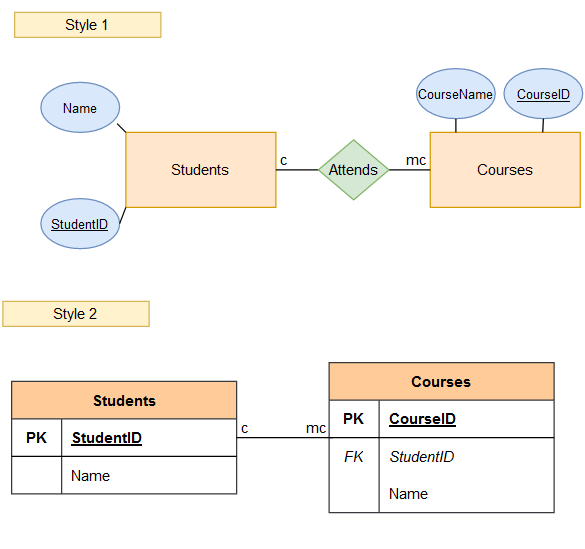 Style 1
Name
CourseName
CourseID
Students
c
Attends
mc
Courses
StudentID
Style 2
Students
PK
StudentID
Name
c
mc
Courses
PK
CourseID
FK
StudentID
Name